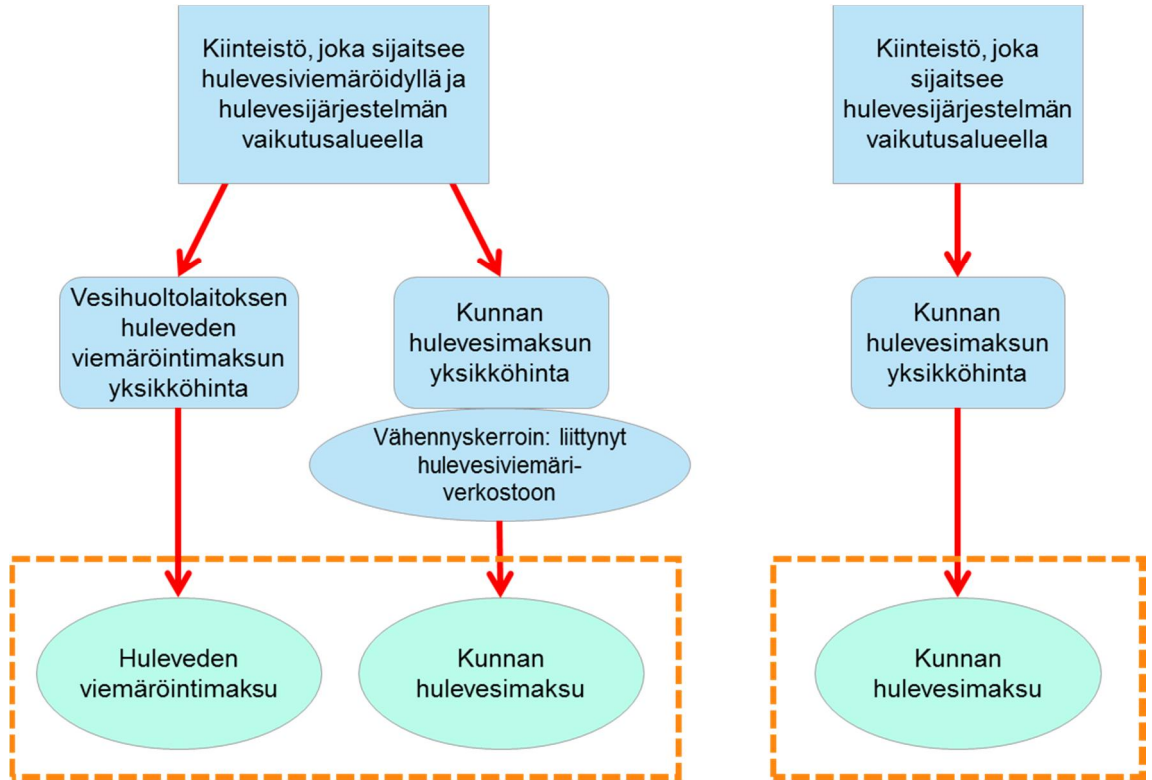 Kiinteistö, joka sijaitsee
hulevesiviemäröidyllä ja
hulevesijärjestelmän
vaikutusalueella
Kiinteistö, joka
sijaitsee
hulevesijärjestelmän
vaikutusalueella
Vesihuoltolaitoksen
huleveden
viemäröintimaksun
yksikköhinta
Kunnan
hulevesimaksun
yksikköhinta
Kunnan
hulevesimaksun
yksikköhinta
Vähennyskerroin: liittynyt
hulevesiviemäri-
verkostoon
Huleveden
viemäröintimaksu
Kunnan
hulevesimaksu
Kunnan
hulevesimaksu